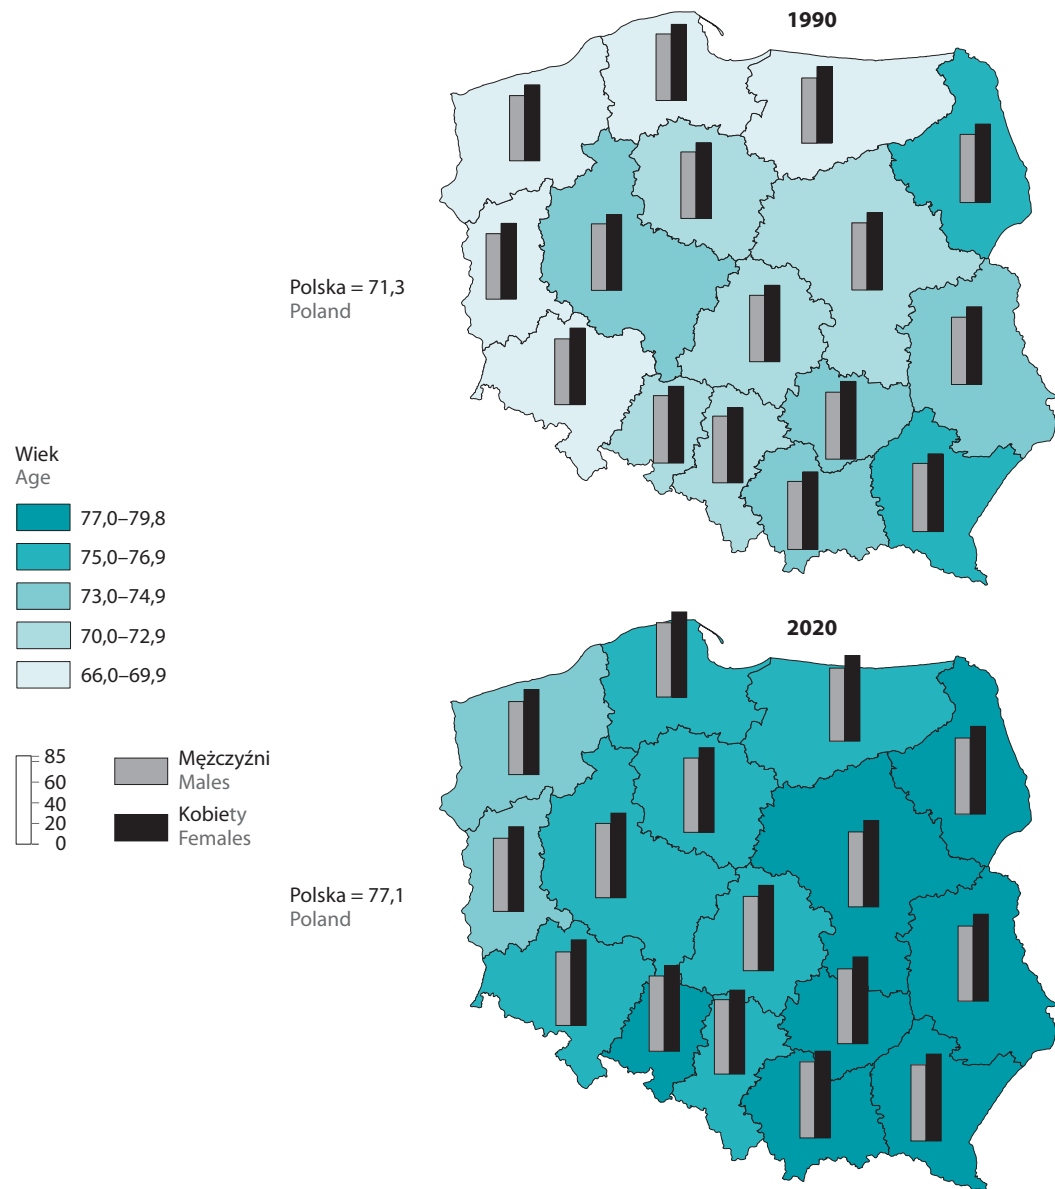 1990
Polska = 71,3
Poland
Wiek
Age
77,0–79,8
75,0–76,9
73,0–74,9
70,0–72,9
66,0–69,9
2020
85
60
40
20
0
Mężczyźni
Males
Kobiety
Females
Polska = 77,1
Poland